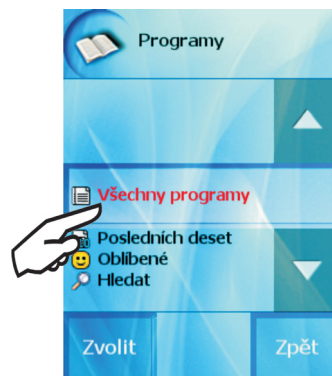 Programy
Všechny programy
Posledních deset
Oblíbené
Hledat
Zvolit
Zpět